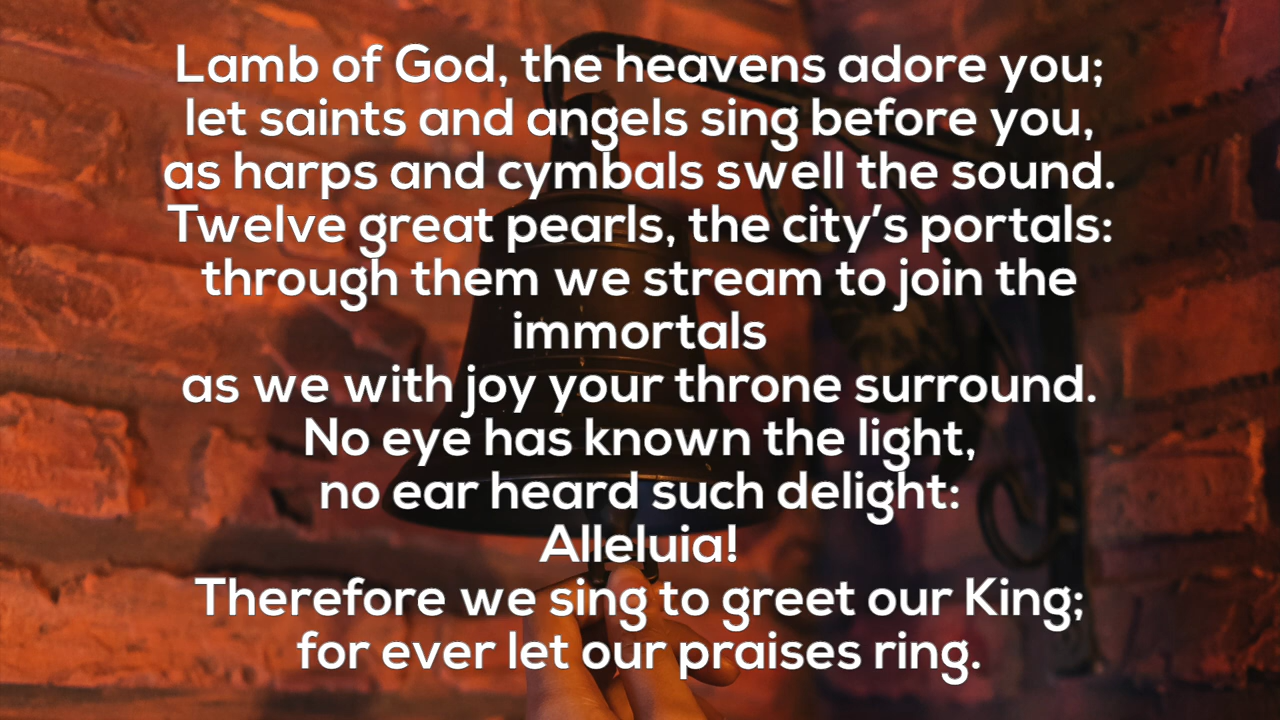 Lamb of God, the heavens adore you;
let saints and angels sing before you,
as harps and cymbals swell the sound.
Twelve great pearls, the city’s portals:
through them we stream to join the
immortals
as we with joy your throne surround.
No eye has known the light,
no ear heard such delight:
Alleluia!
Therefore we sing to greet our King;
for ever let our praises ring.